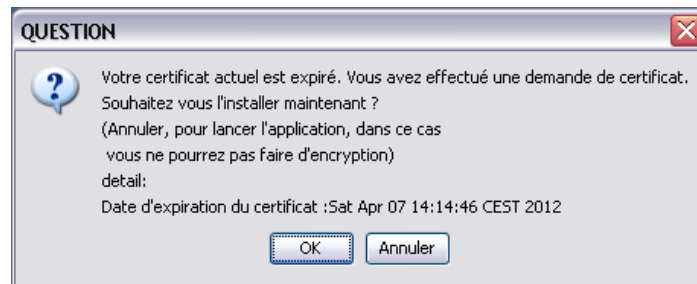 QUESTION
Votre certificat actuel est expiré. Vous avez effectué une demande de certificat.
Souhaitez vous l'installer maintenant ?
(Annuler, pour lancer l'application, dans ce cas
vous ne pourrez pas faire d'encryption)
detail:
Date d'expiration du certificat :Sat Apr 07 14:14:46 CEST 2012
OK Annuler